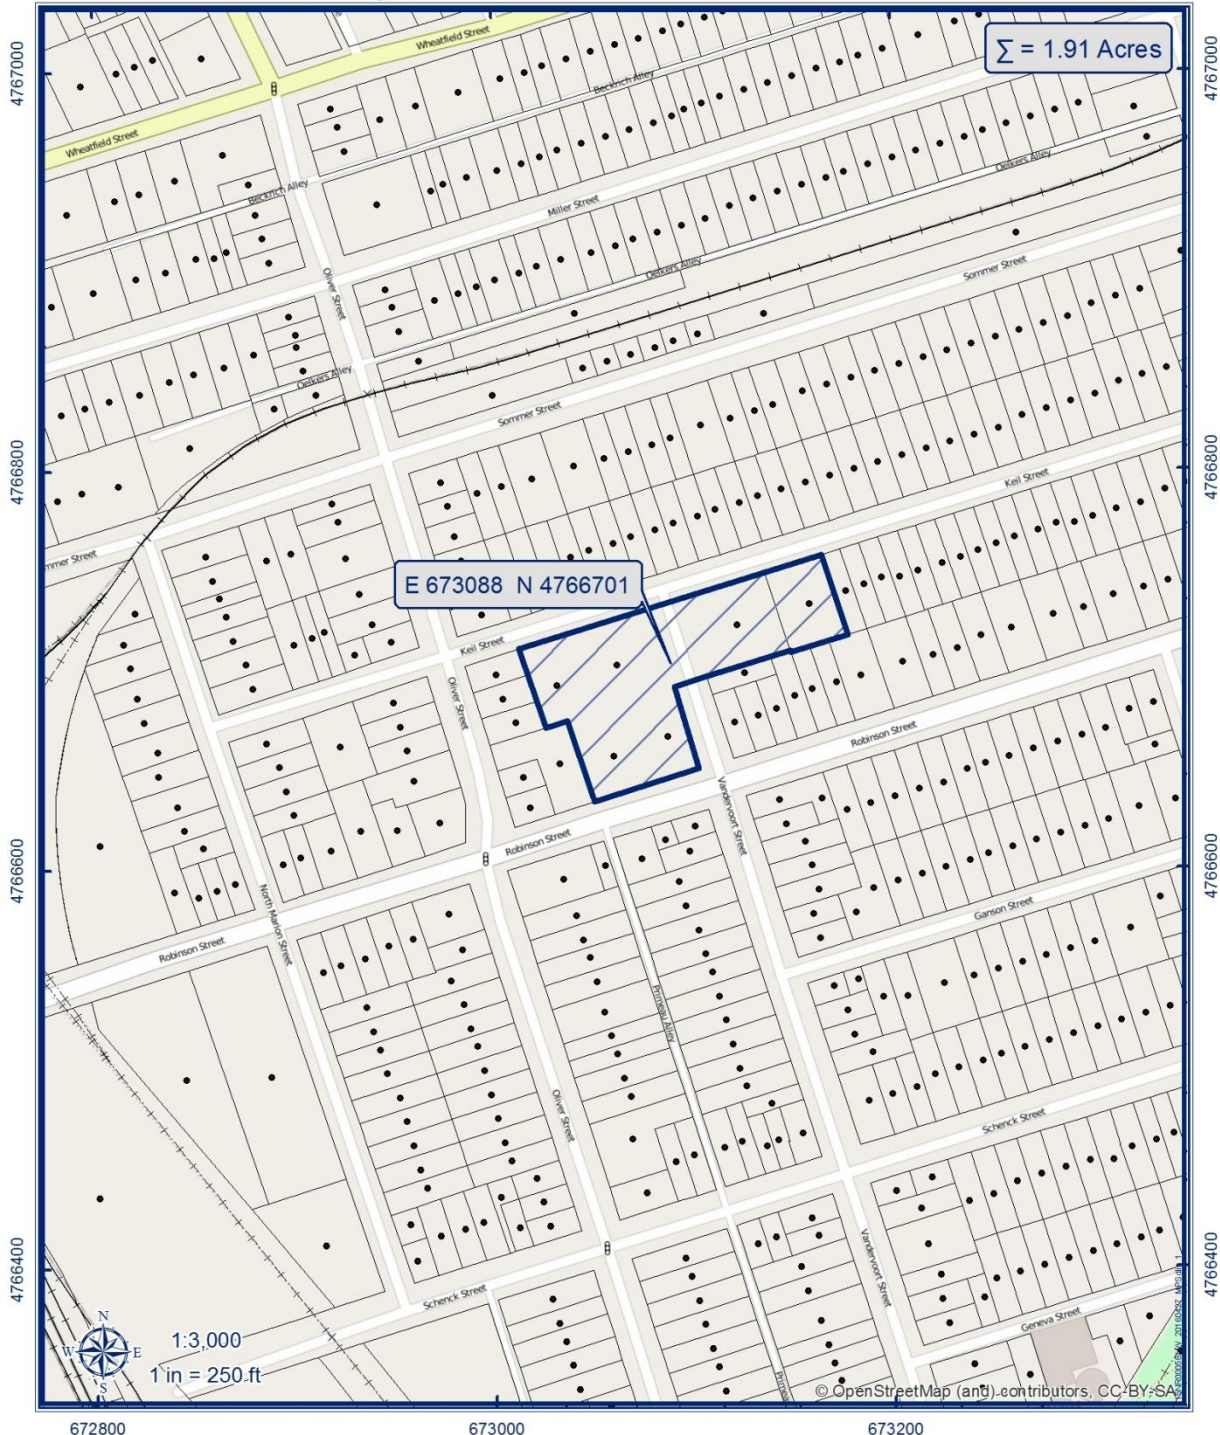 Wheatfield Street
∑ = 1.91 Acres
4767000
4767000
Beckrich Alley
Wheatfield Street
Oelkers Alley
Beckrich Alley
Miller Street
Oelkers Alley
Sommer Street
Oliver Street
Oelkers Alley
Sommer Street
4766800
4766800
Keil Street
mmer Street
E 673088 N 4766701
Keil Street
Oliver Street
Robinson Street
Vandervoort Street
Robinson Street
4766600
4766600
North Marion Street
Ganson Street
Robinson Street
Primeau Alley
Oliver Street
Schenck Street
Vandervoort Street
4766400
4766400
Schenck Street
Geneva Street
N
W E
S
1:3,000
1 in = 250 ft
Primea
© OpenStreetMap (and) contributors, CC-BY-SA
672800
673000
673200